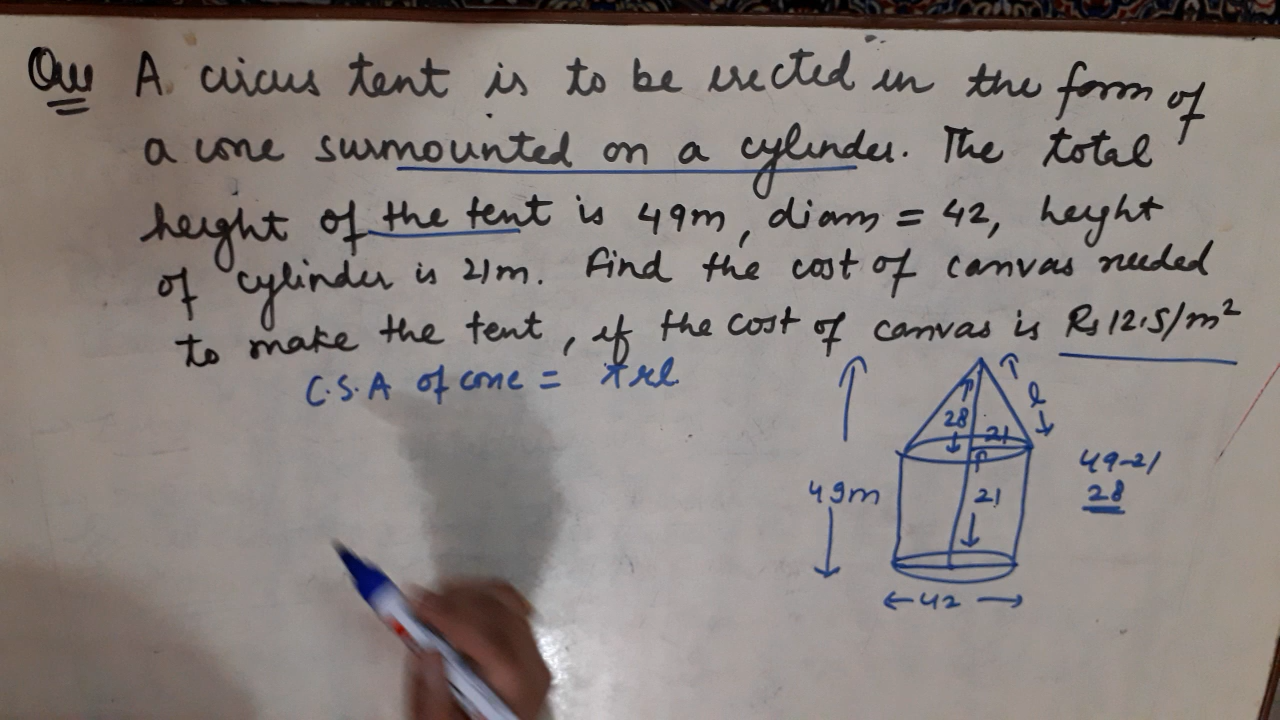 Que A circus tent is to be erected in the form of
a cone surmounted on a cylinder. The total
height of the tent is 49m, diam = 42, height
of cylinder is 21m. Find the cost of canvas needed
to make the tent, if the cost of canvas is Rs 12.5/m²
C.S.A of cone = πrl
28
l
21
49-21
28
49m
21
42